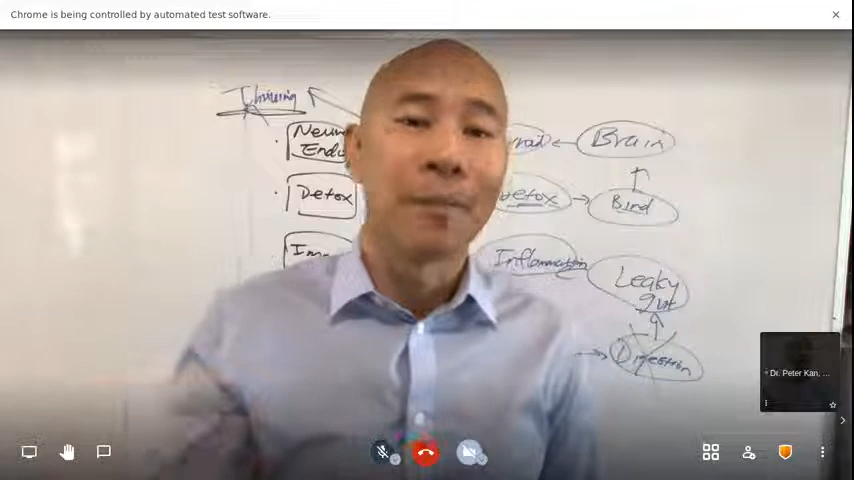 Chrome is being controlled by automated test software.
Neuro
Endo
Brain
Detox
Detox
Bind
Inflammation
Leaky
gut
Digestion
Dr. Peter Kan, ...